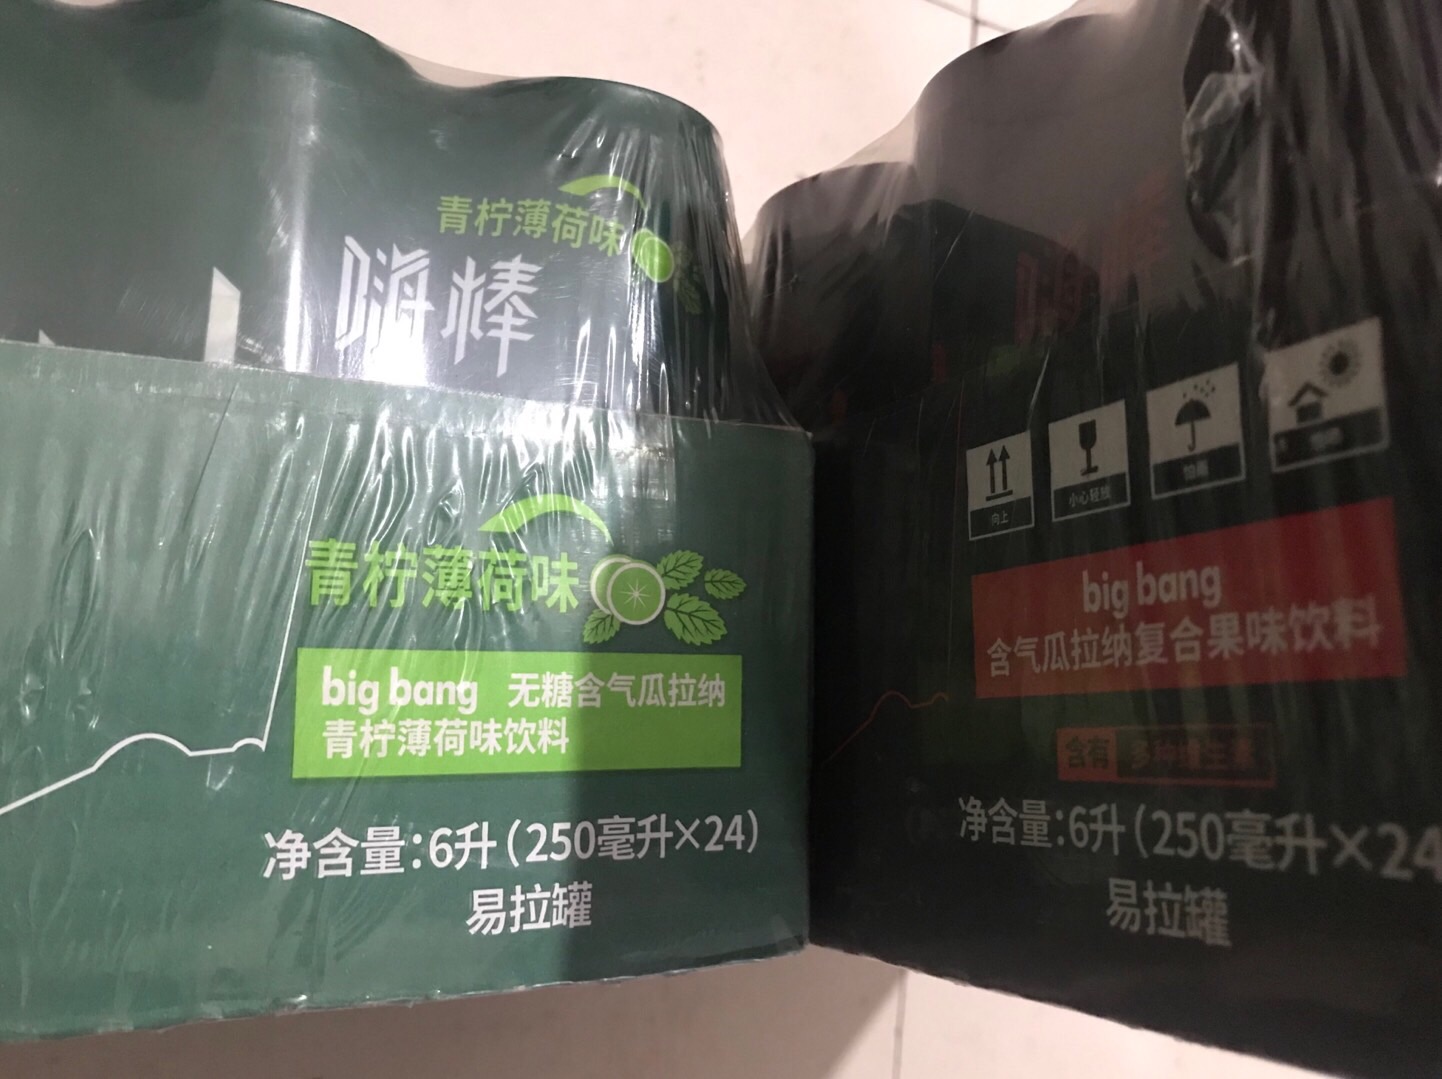 青柠薄荷味
嗨棒
青柠薄荷味
big bang 无糖含气瓜拉纳
青柠薄荷味饮料
净含量:6升(250毫升×24)
易拉罐
向上
小心轻放
怕雨
big bang
含气瓜拉纳复合果味饮料
含有 多种维生素
净含量:6升(250毫升×24
易拉罐